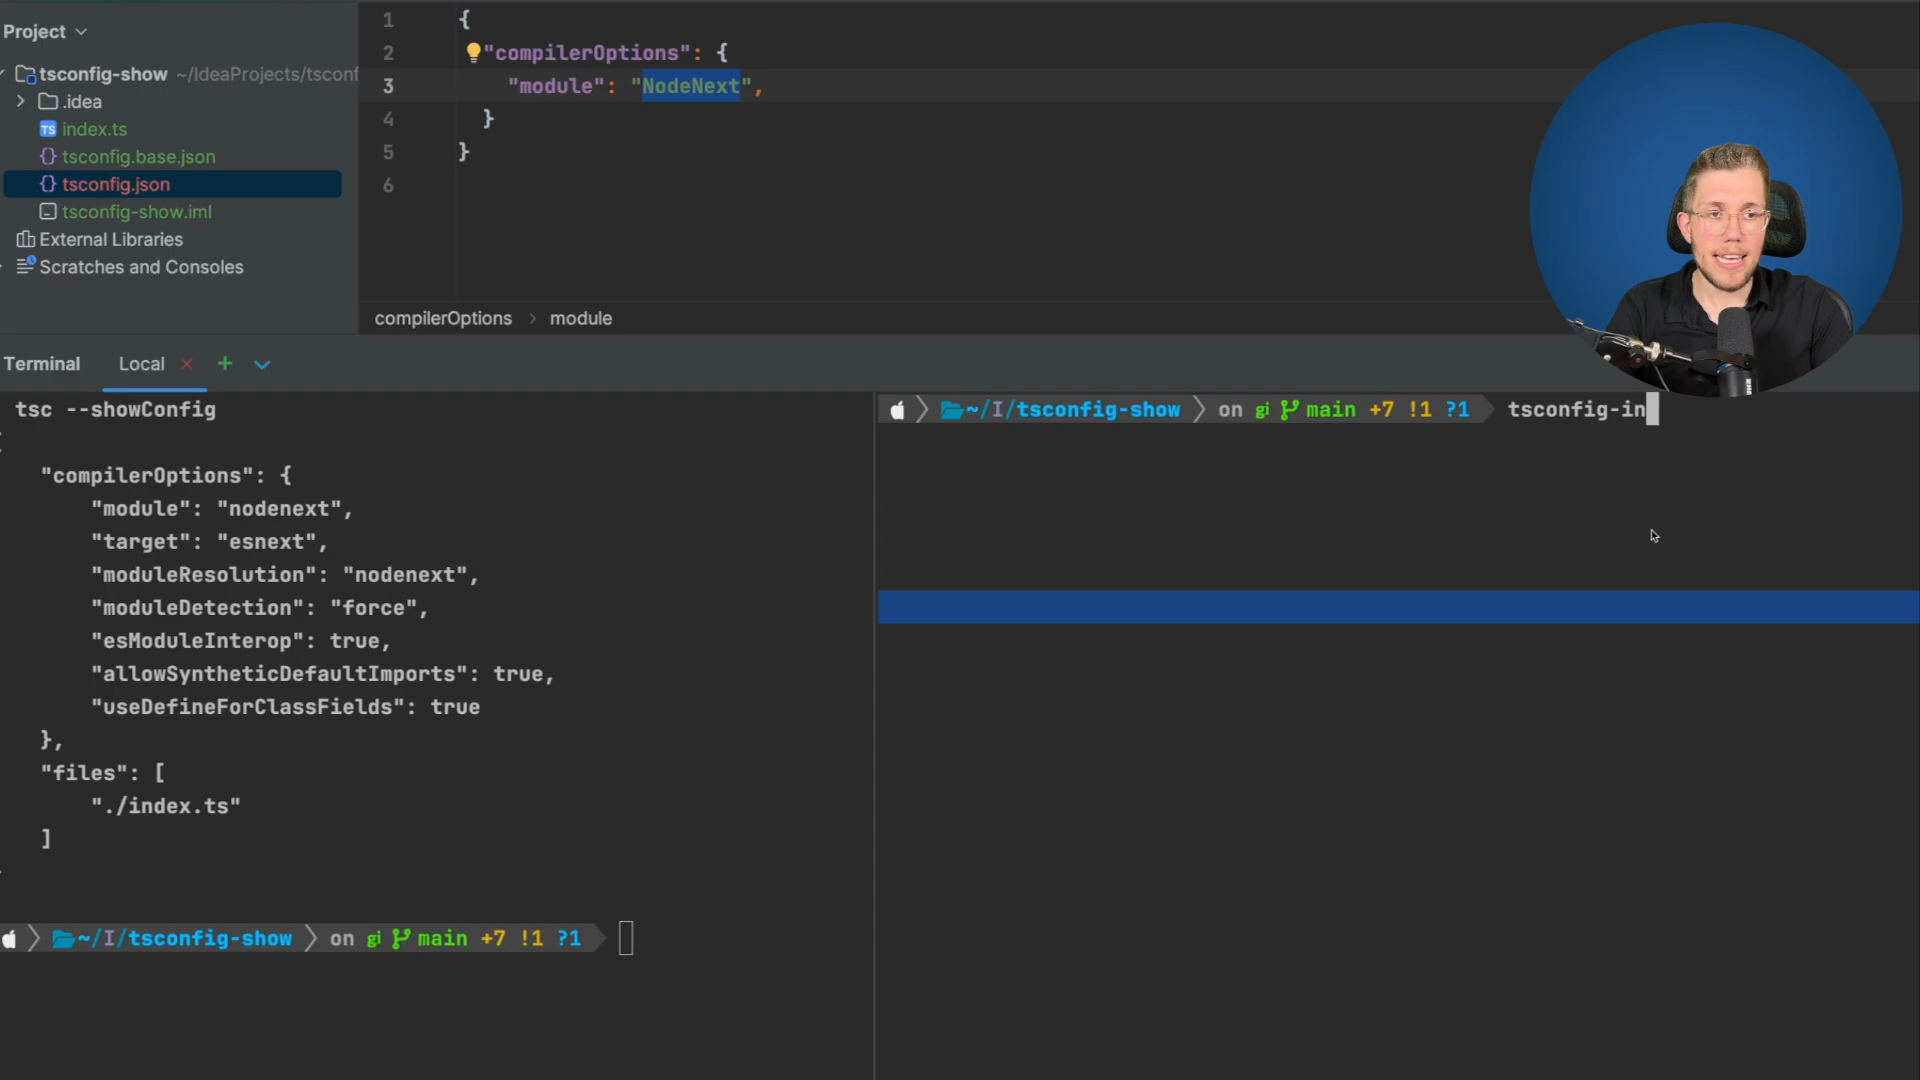 Project
tsconfig-show ~/IdeaProjects/tsconf
.idea
TS index.ts
{} tsconfig.base.json
{} tsconfig.json
tsconfig-show.iml
External Libraries
Scratches and Consoles
1 {
2 "compilerOptions": {
3 "module": "NodeNext",
4 }
5 }
6
compilerOptions > module
Terminal Local × +
tsc --showConfig
"compilerOptions": {
"module": "nodenext",
"target": "esnext",
"moduleResolution": "nodenext",
"moduleDetection": "force",
"esModuleInterop": true,
"allowSyntheticDefaultImports": true,
"useDefineForClassFields": true
},
"files": [
"./index.ts"
]
~/I/tsconfig-show on gi main +7 !1 ?1
~/I/tsconfig-show on gi main +7 !1 ?1 tsconfig-in